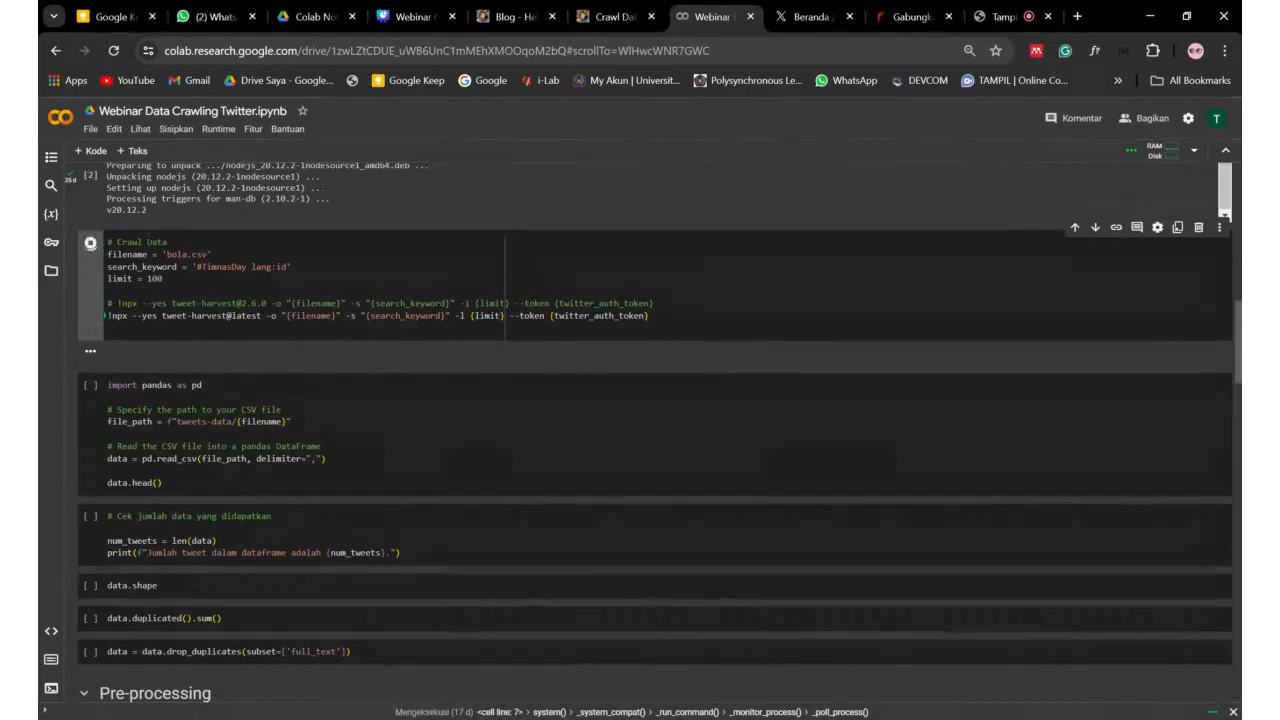 Google K
(2) Whats
Colab No
Webinar
Blog - He
Crawl Da
Webinar
Beranda /
Gabungk
Tampi
colab.research.google.com/drive/1zwLZtCDUE_uWB6UnC1mMEhXMOOqoM2bQ#scrollTo=WlHwcWNR7GWC
Apps
YouTube
Gmail
Drive Saya - Google...
Google Keep
Google
i-Lab
My Akun | Universit...
Polysynchronous Le...
WhatsApp
DEVCOM
TAMPIL | Online Co...
»
All Bookmarks
Webinar Data Crawling Twitter.ipynb
Komentar
Bagikan
T
File Edit Lihat Sisipkan Runtime Fitur Bantuan
+ Kode + Teks
RAM
Disk
Preparing to unpack .../nodejs_20.12.2-1nodesource1_amd64.deb ...
[2] Unpacking nodejs (20.12.2-1nodesource1) ...
25d
Setting up nodejs (20.12.2-1nodesource1) ...
Processing triggers for man-db (2.10.2-1) ...
v20.12.2
# Crawl Data
filename = 'bola.csv'
search_keyword = '#TimnasDay lang:id'
limit = 100
# !npx --yes tweet-harvest@2.6.0 -o "{filename}" -s "{search_keyword}" -l {limit} --token {twitter_auth_token}
!npx --yes tweet-harvest@latest -o "{filename}" -s "{search_keyword}" -l {limit} --token {twitter_auth_token}
...
[ ] import pandas as pd
# Specify the path to your CSV file
file_path = f"tweets-data/{filename}"
# Read the CSV file into a pandas DataFrame
data = pd.read_csv(file_path, delimiter=",")
data.head()
[ ] # Cek jumlah data yang didapatkan
num_tweets = len(data)
print(f"Jumlah tweet dalam dataframe adalah {num_tweets}.")
[ ] data.shape
[ ] data.duplicated().sum()
[ ] data = data.drop_duplicates(subset=['full_text'])
Pre-processing
Mengeksekusi (17 d) <cell line: 7> > system() > _system_compat() > _run_command() > _monitor_process() > _poll_process()